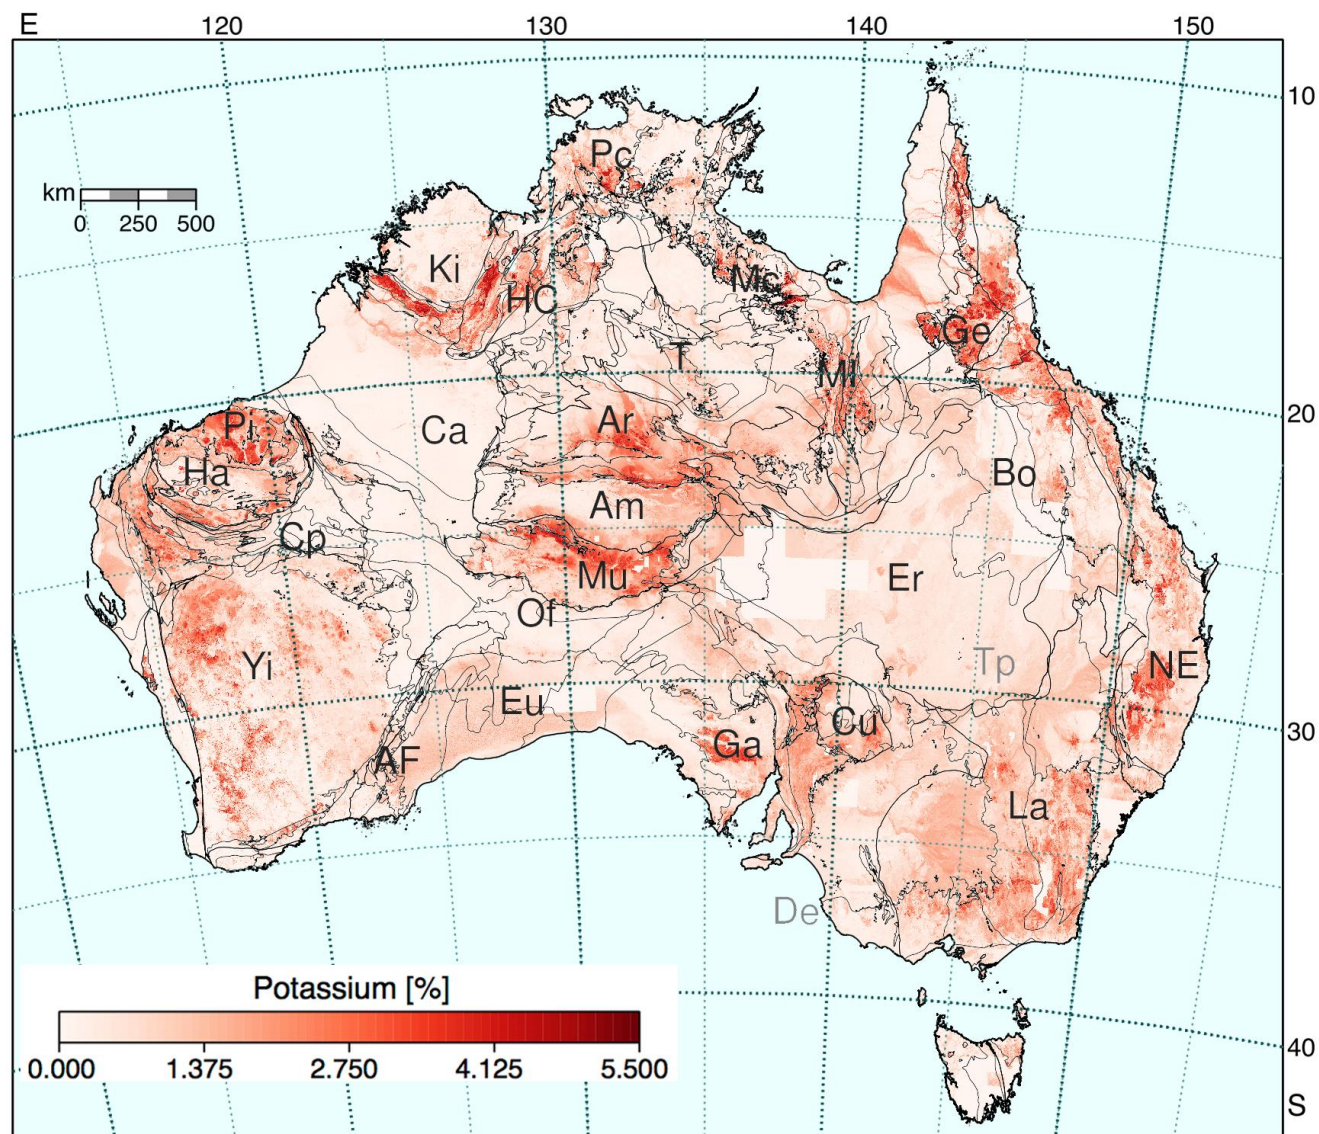 E 120 130 140 150
10
Pc
km
0 250 500
Ki
HC
Mc
Ge
T
MI
20
Pi
Ar
Ca
Ha
Bo
Am
Cp
Mu
Er
Of
Yi
Tp
NE
Eu
Cu
30
AF
Ga
La
De
Potassium [%]
0.000 1.375 2.750 4.125 5.500
40
S